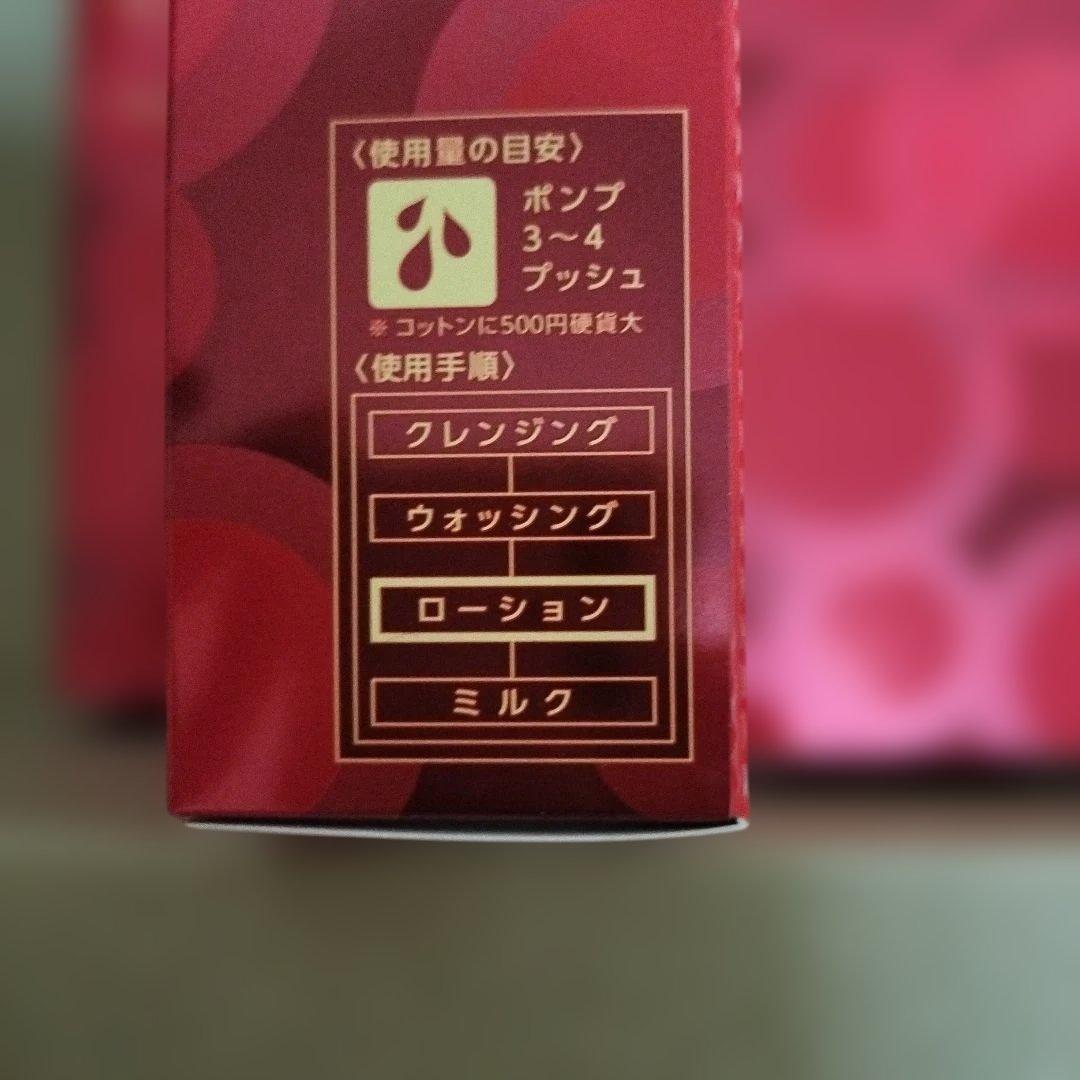 〈使用量の目安〉
ポンプ
3〜4
プッシュ
※コットンに500円硬貨大
〈使用手順〉
クレンジング
ウォッシング
ローション
ミルク